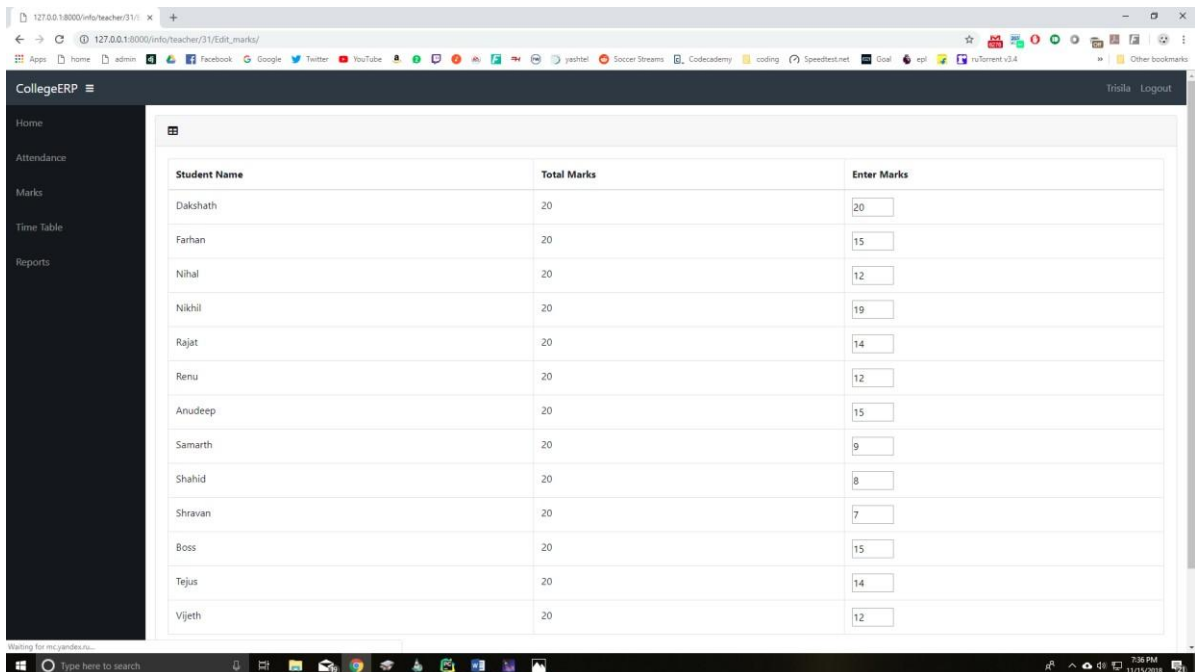 127.0.0.1:8000/info/teacher/31/E
127.0.0.1:8000/info/teacher/31/Edit_marks/
Apps home admin Facebook Google Twitter YouTube yashtel Soccer Streams Codecademy coding Speedtest.net Goal epl ruTorrent v3.4 » Other bookmarks
CollegeERP Trisila Logout
Home
Attendance
Marks
Time Table
Reports
Student Name Total Marks Enter Marks
Dakshath 20 20
Farhan 20 15
Nihal 20 12
Nikhil 20 19
Rajat 20 14
Renu 20 12
Anudeep 20 15
Samarth 20 9
Shahid 20 8
Shravan 20 7
Boss 20 15
Tejus 20 14
Vijeth 20 12
Waiting for mc.yandex.ru...
Type here to search
7:36 PM
11/15/2018